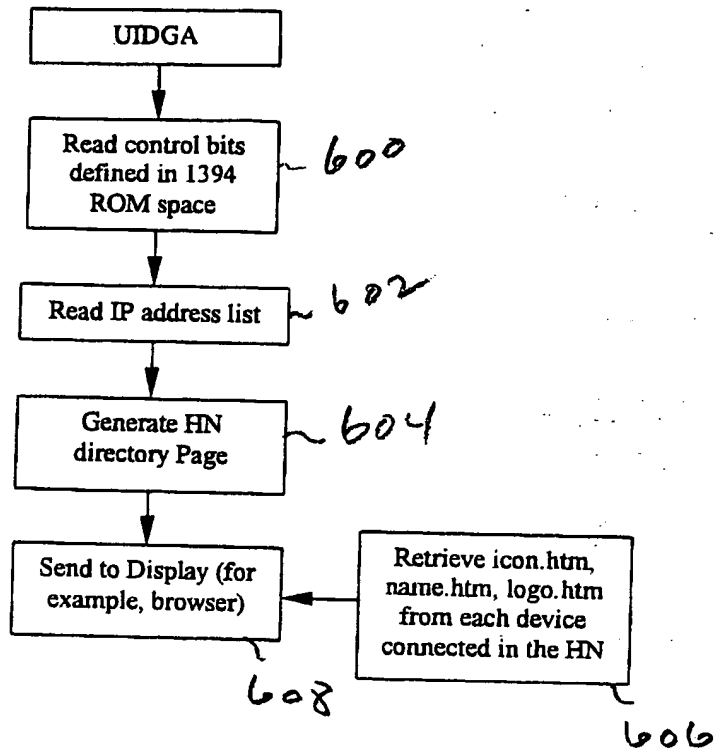 UIDGA
Read control bits
defined in 1394
ROM space
600
Read IP address list
602
Generate HN
directory Page
604
Send to Display (for
example, browser)
608
Retrieve icon.htm,
name.htm, logo.htm
from each device
connected in the HN
606